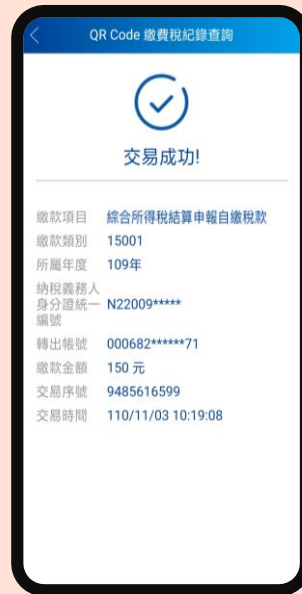 QR Code 繳費稅紀錄查詢
交易成功!
繳款項目 綜合所得稅結算申報自繳稅款
繳款類別 15001
所屬年度 109年
納稅義務人
身分證統一 N22009*****
編號
轉出帳號 000682******71
繳款金額 150 元
交易序號 9485616599
交易時間 110/11/03 10:19:08